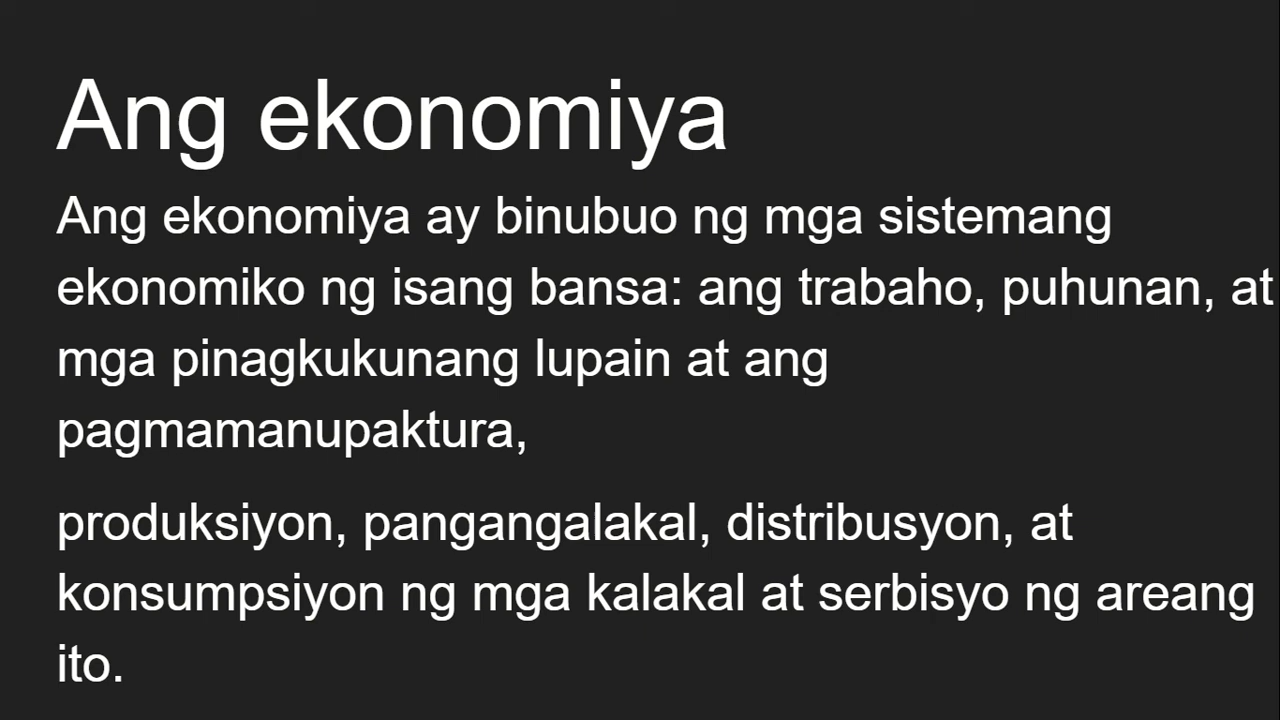 Ang ekonomiya
Ang ekonomiya ay binubuo ng mga sistemang
ekonomiko ng isang bansa: ang trabaho, puhunan, at
mga pinagkukunang lupain at ang
pagmamanupaktura,
produksiyon, pangangalakal, distribusyon, at
konsumpsiyon ng mga kalakal at serbisyo ng areang
ito.